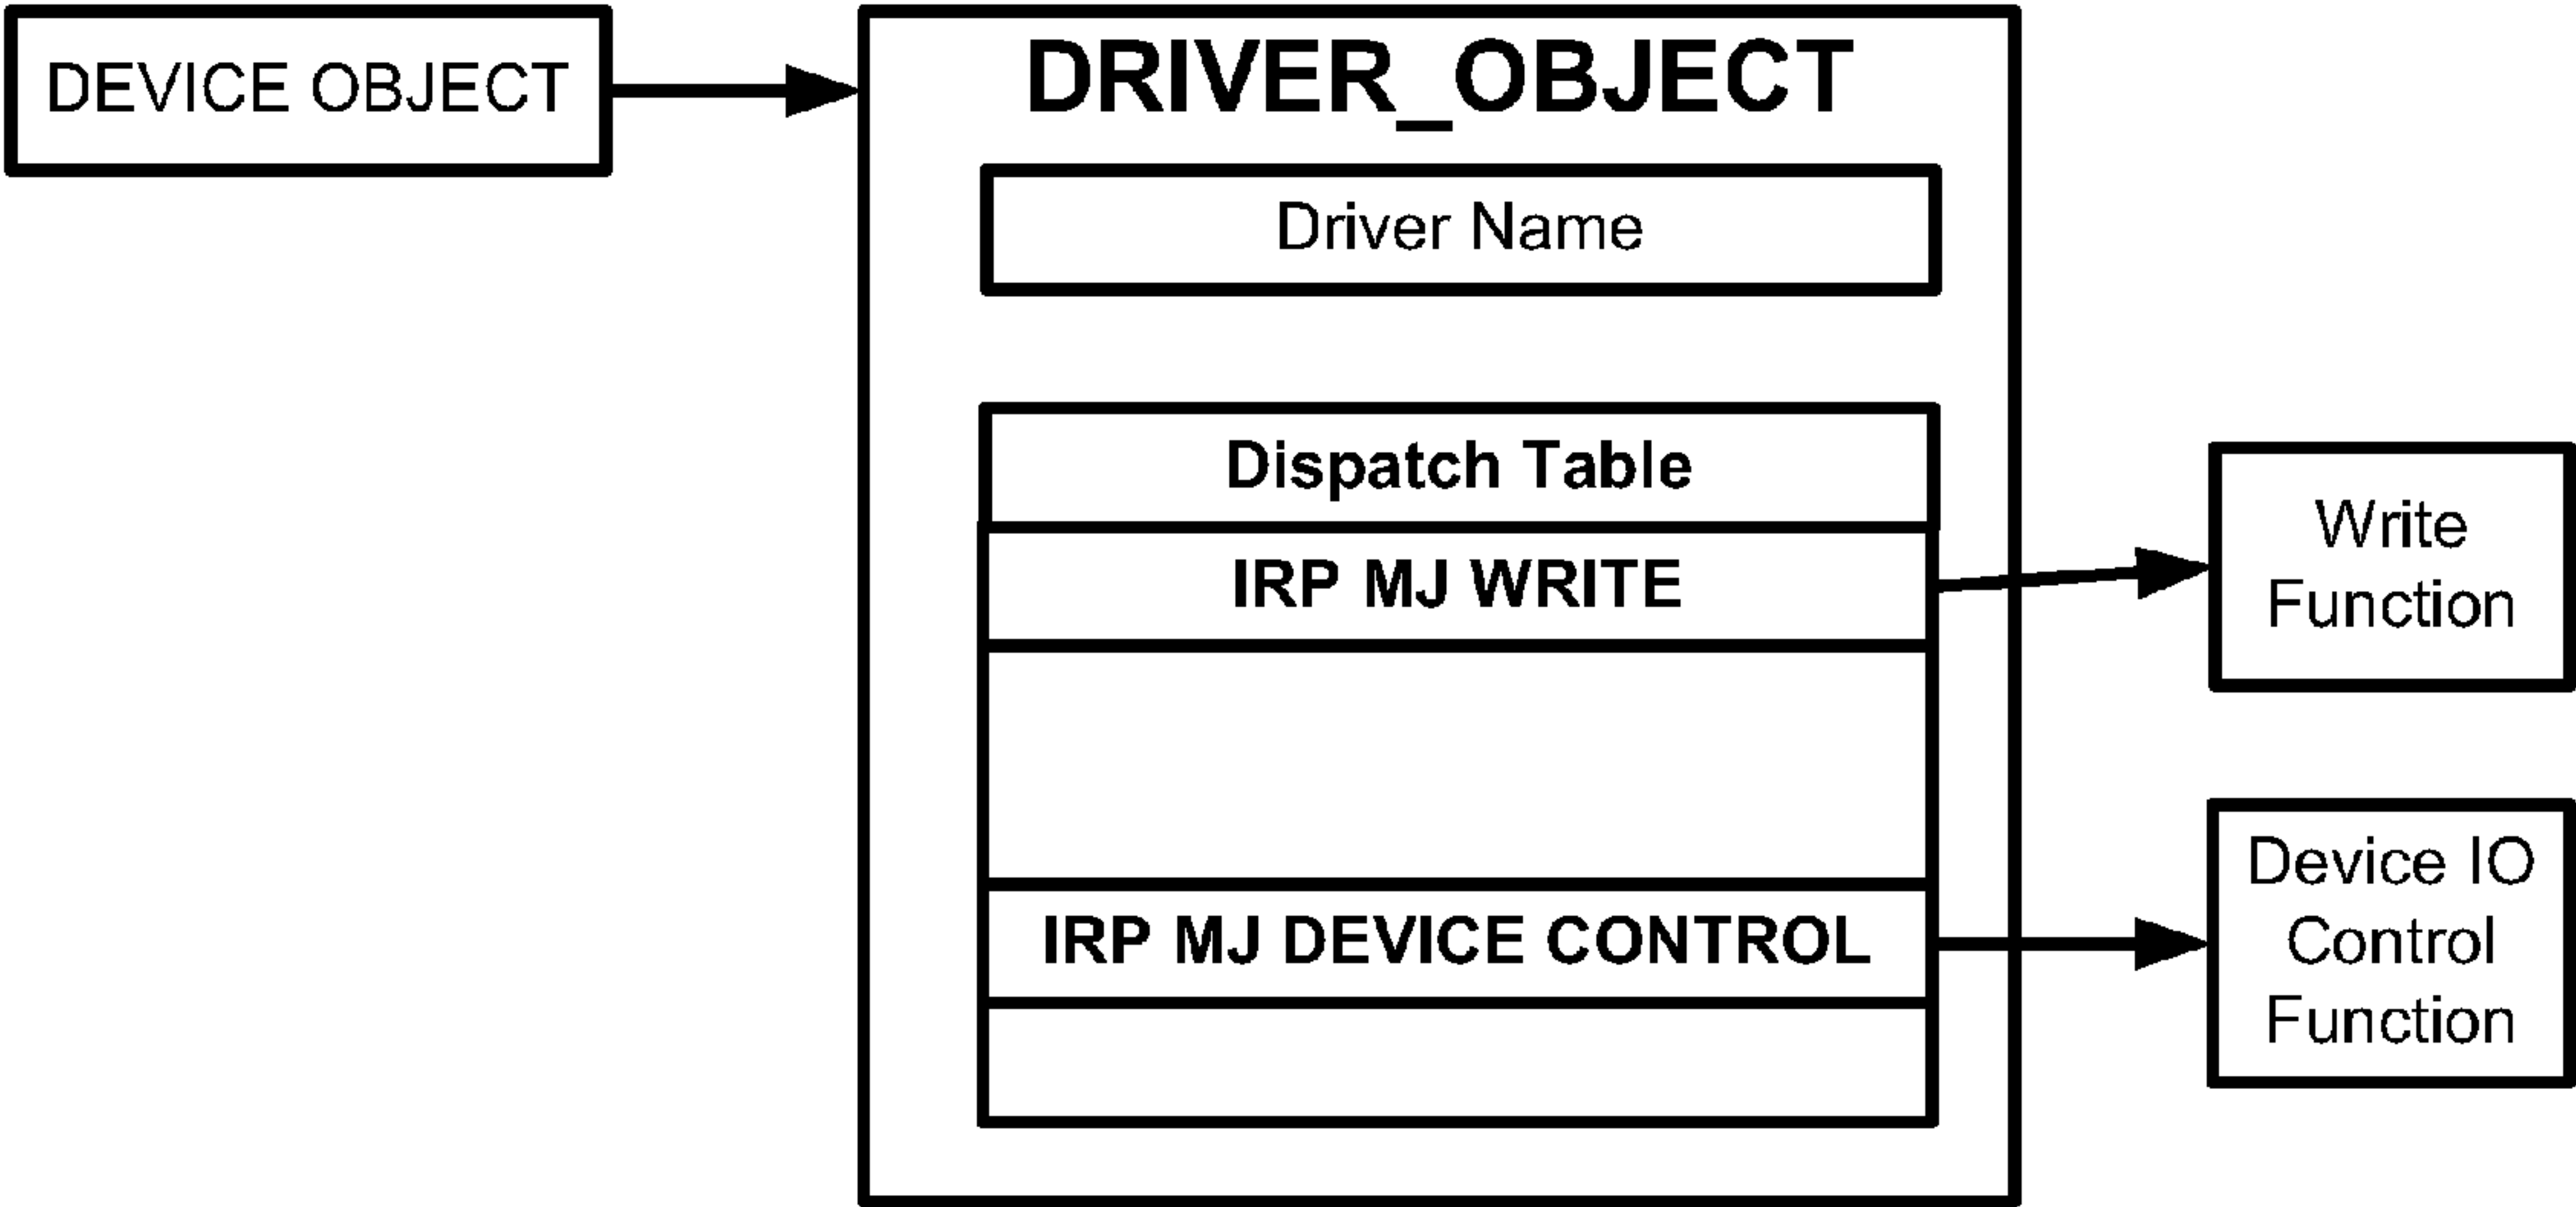 DEVICE OBJECT
DRIVER_OBJECT
Driver Name
Dispatch Table
IRP MJ WRITE
Write
Function
IRP MJ DEVICE CONTROL
Device IO
Control
Function